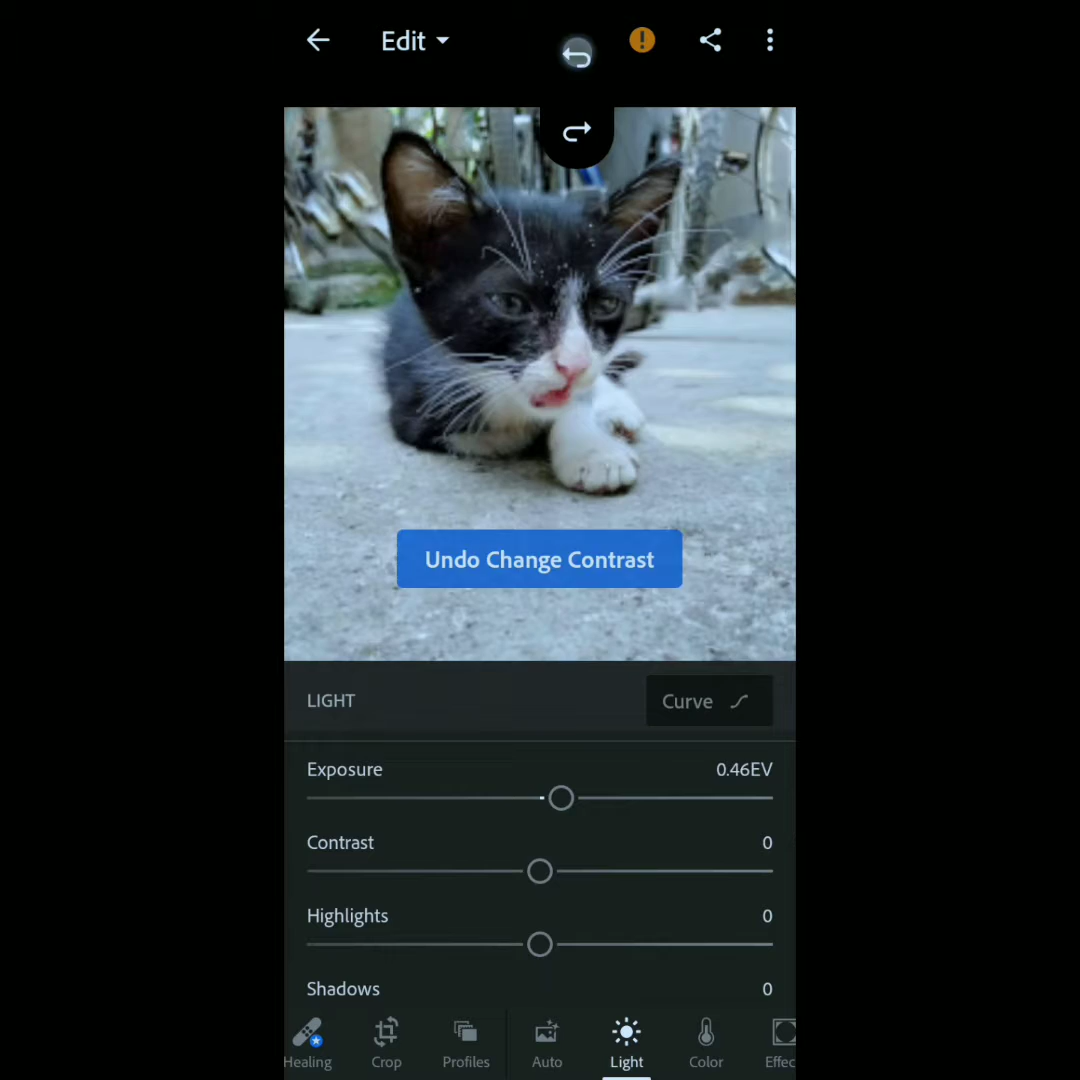 Edit
Undo Change Contrast
LIGHT
Curve
Exposure 0.46EV
Contrast 0
Highlights 0
Shadows 0
Healing Crop Profiles Auto Light Color Effec